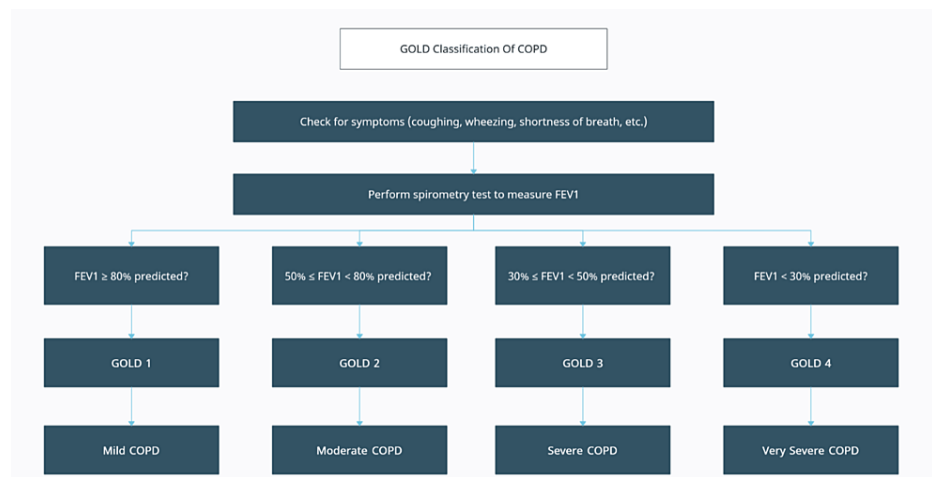 GOLD Classification Of COPD
Check for symptoms (coughing, wheezing, shortness of breath, etc.)
Perform spirometry test to measure FEV1
FEV1 ≥ 80% predicted?
50% ≤ FEV1 < 80% predicted?
30% ≤ FEV1 < 50% predicted?
FEV1 < 30% predicted?
GOLD 1
GOLD 2
GOLD 3
GOLD 4
Mild COPD
Moderate COPD
Severe COPD
Very Severe COPD